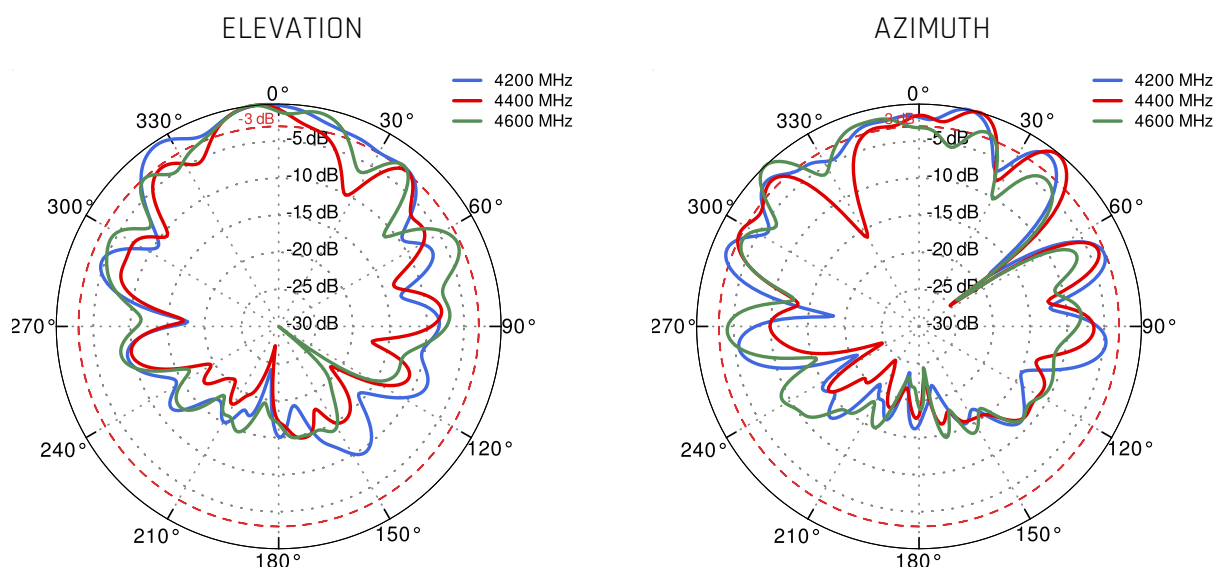 ELEVATION
4200 MHz
4400 MHz
4600 MHz
0°
30°
60°
90°
120°
150°
180°
210°
240°
270°
300°
330°
-3 dB
-5 dB
-10 dB
-15 dB
-20 dB
-25 dB
-30 dB
AZIMUTH
4200 MHz
4400 MHz
4600 MHz
0°
30°
60°
90°
120°
150°
180°
210°
240°
270°
300°
330°
-3 dB
-5 dB
-10 dB
-15 dB
-20 dB
-25 dB
-30 dB